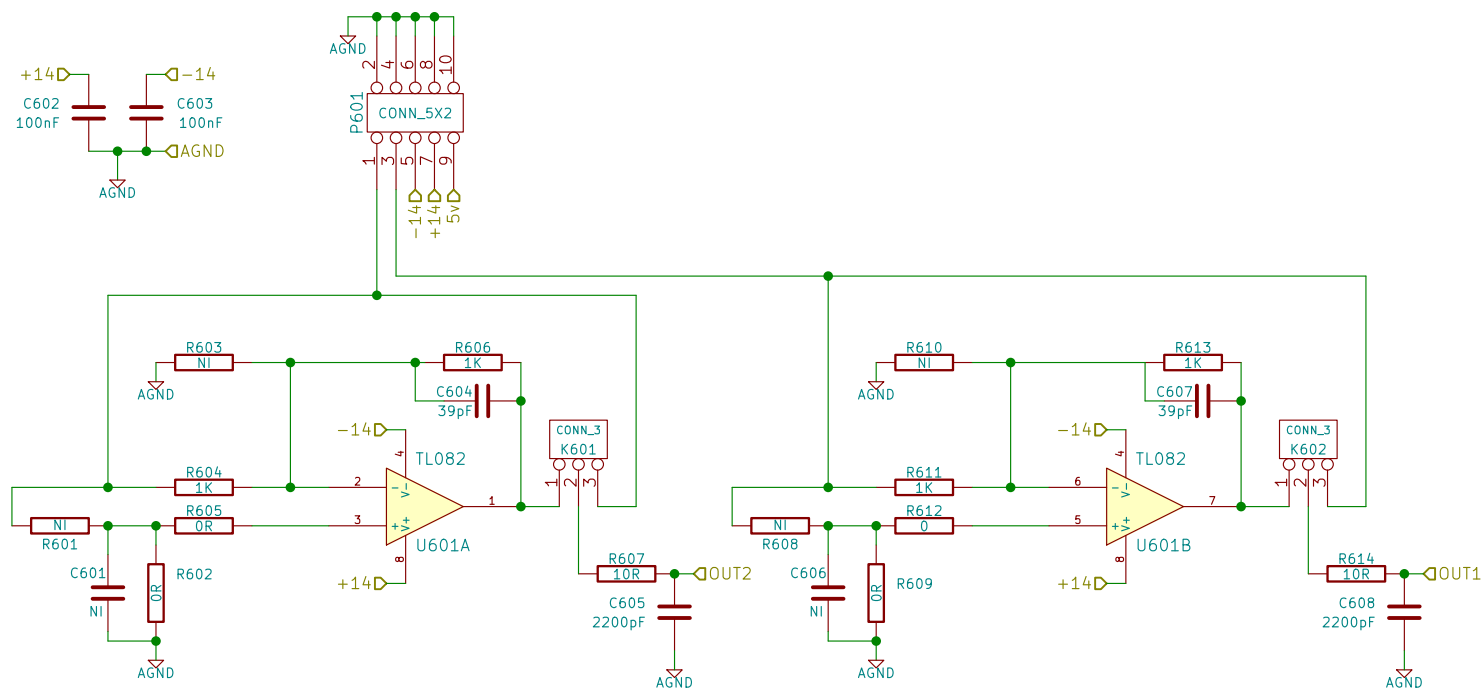 AGND
2 4 6 8 10
P601
CONN_5X2
1 3 5 7 9
-14
+14
5v
+14
-14
C602
100nF
C603
100nF
AGND
AGND
R603
NI
AGND
R606
1K
C604
39pF
-14
4
TL082
CONN_3
K601
1 2 3
R604
1K
2
-
V-
1
R605
0R
3
+
V+
NI
R601
U601A
8
+14
C601
NI
R602
0R
AGND
R607
10R
OUT2
C605
2200pF
AGND
R610
NI
AGND
R613
1K
C607
39pF
-14
4
TL082
CONN_3
K602
1 2 3
R611
1K
6
-
V-
7
R612
0
5
+
V+
NI
R608
U601B
8
+14
C606
NI
R609
0R
AGND
R614
10R
OUT1
C608
2200pF
AGND